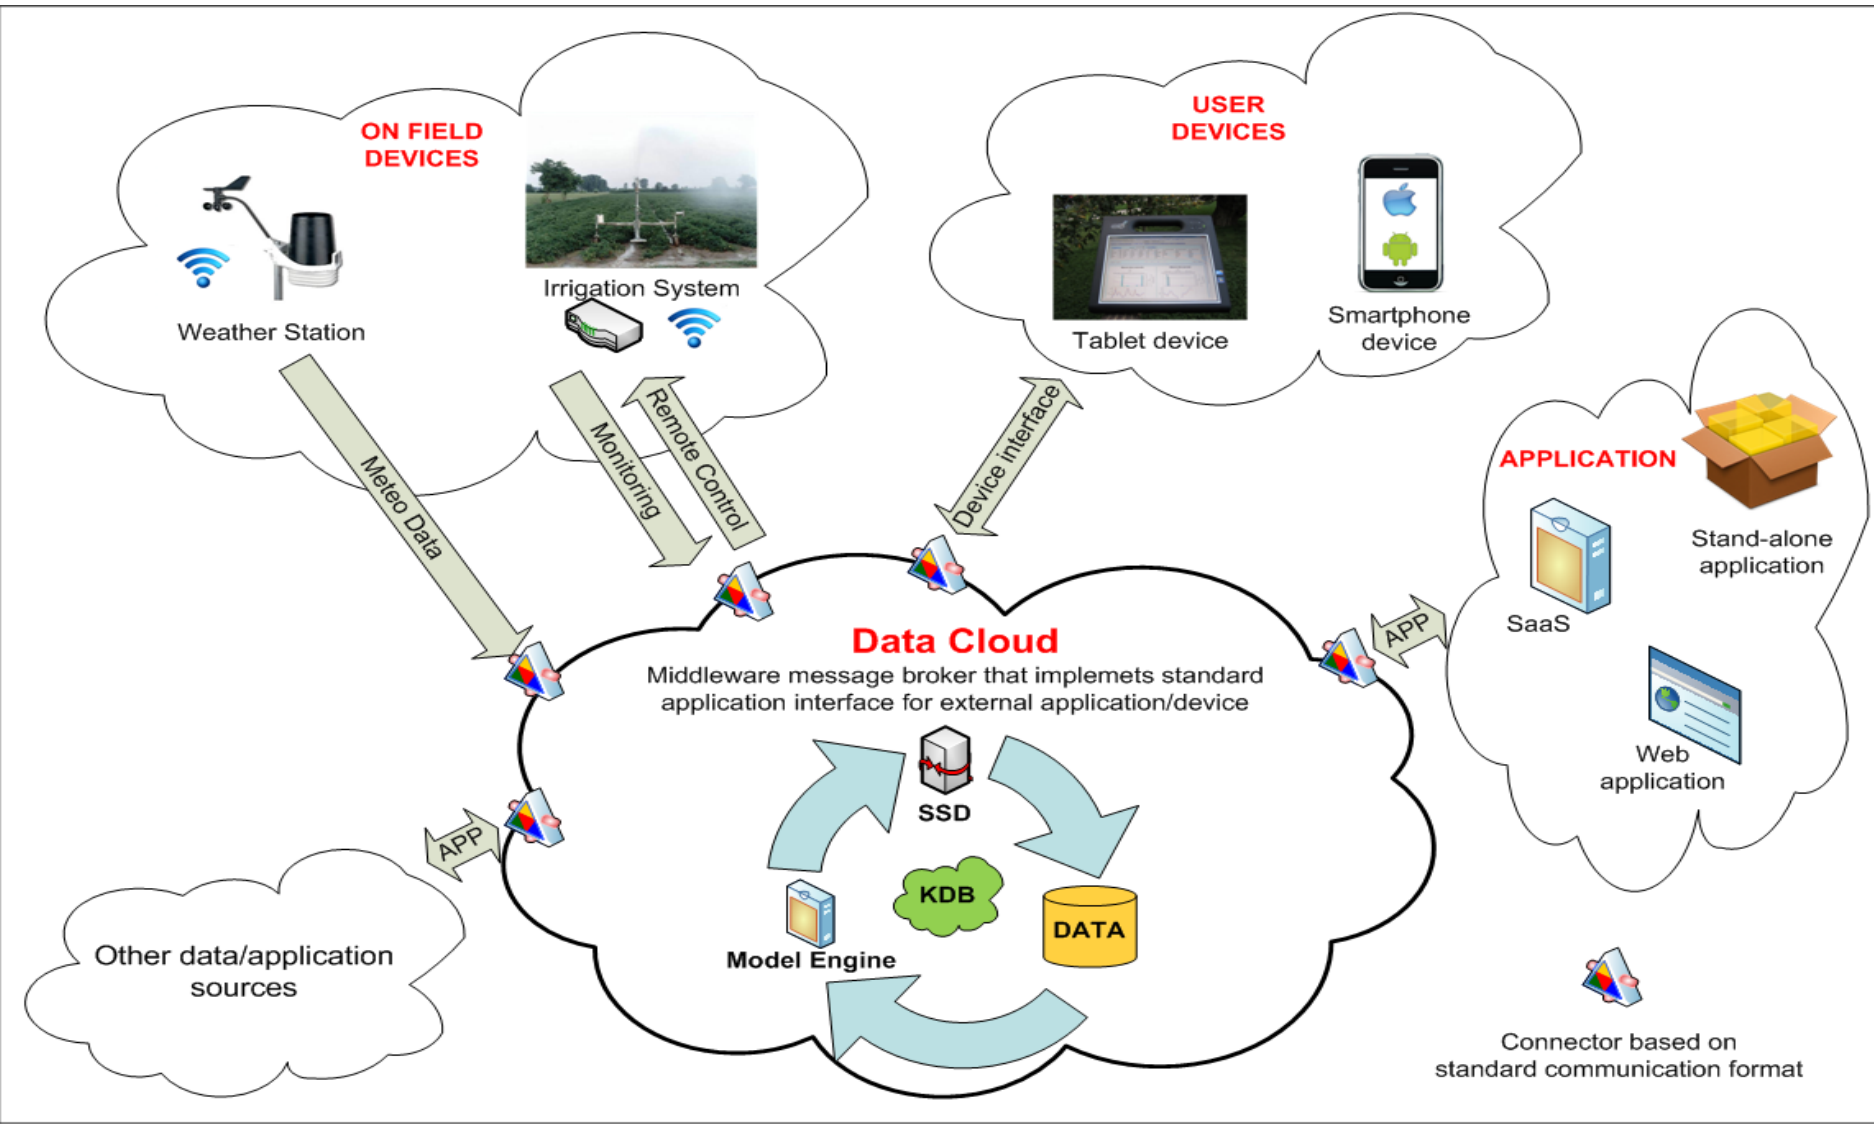 ON FIELD
DEVICES
Weather Station
Irrigation System
USER
DEVICES
Tablet device
Smartphone
device
Meteo Data
Monitoring
Remote Control
Device interface
APPLICATION
Stand-alone
application
SaaS
Web
application
APP
Data Cloud
Middleware message broker that implemets standard
application interface for external application/device
SSD
KDB
DATA
Model Engine
APP
Other data/application
sources
Connector based on
standard communication format